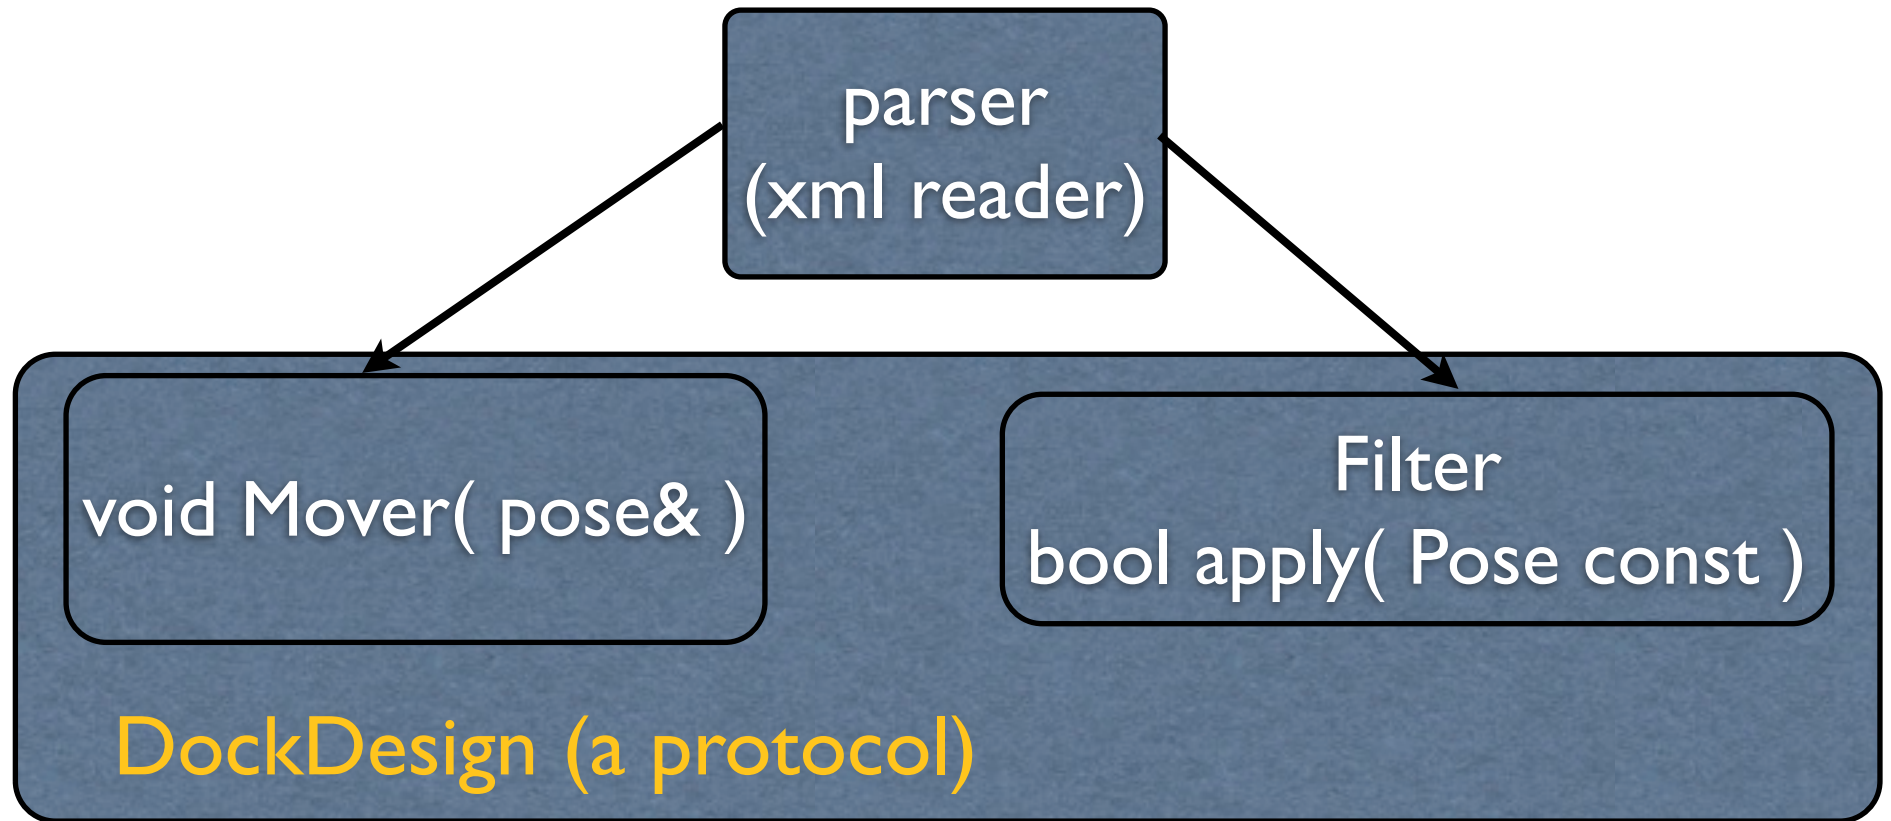 parser
(xml reader)
void Mover( pose& )
Filter
bool apply( Pose const )
DockDesign (a protocol)